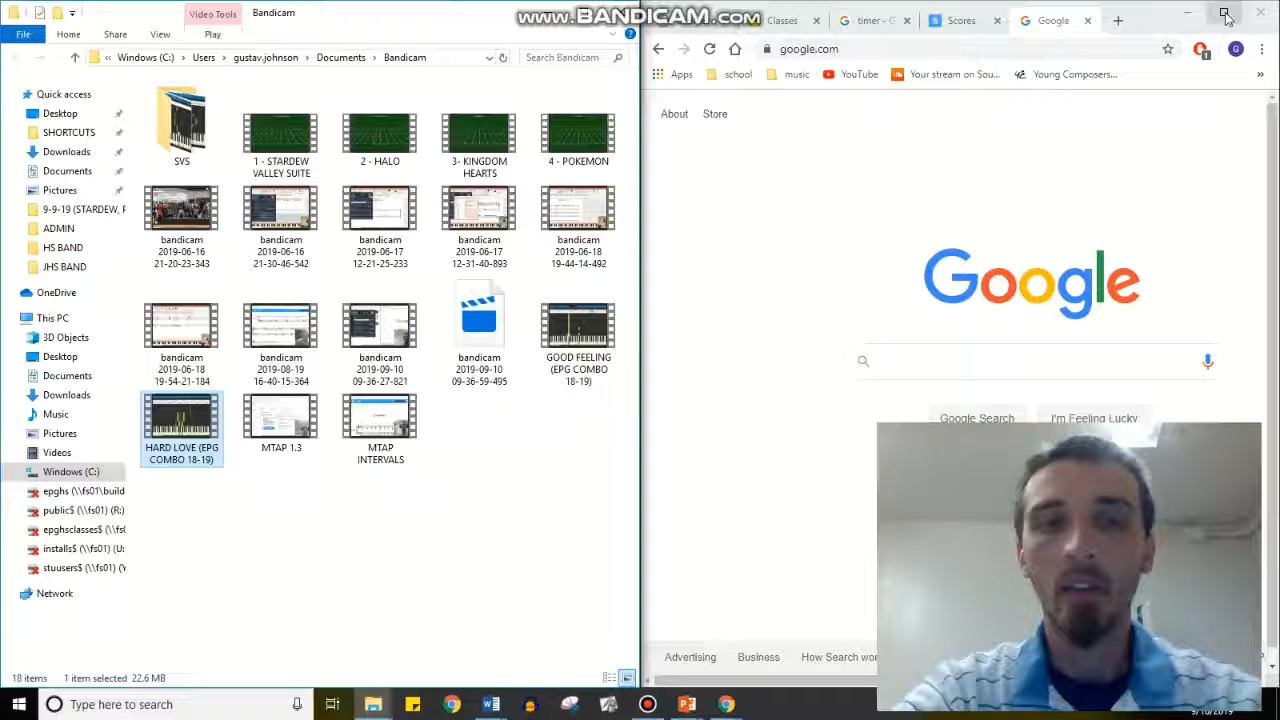 Video Tools
Bandicam
www.BANDICAM.com
Classes
timer - G
Scores
Google
File
Home
Share
View
Play
google.com
Windows (C:)
Users
gustav.johnson
Documents
Bandicam
Search Bandicam
Apps
school
music
YouTube
Your stream on Sou...
Young Composers...
Quick access
Desktop
SHORTCUTS
Downloads
Documents
Pictures
9-9-19 (STARDEW, F
ADMIN
HS BAND
JHS BAND
OneDrive
This PC
3D Objects
Desktop
Documents
Downloads
Music
Pictures
Videos
Windows (C:)
epghs (\\fs01\build
public$ (\\fs01) (R:)
epghsclasses$ (\\fs0
installs$ (\\fs01) (U:
stuusers$ (\\fs01) (
Network
SVS
1 - STARDEW VALLEY SUITE
2 - HALO
3- KINGDOM HEARTS
4 - POKEMON
bandicam 2019-06-16 21-20-23-343
bandicam 2019-06-16 21-30-46-542
bandicam 2019-06-17 12-21-25-233
bandicam 2019-06-17 12-31-40-893
bandicam 2019-06-18 19-44-14-492
bandicam 2019-06-18 19-54-21-184
bandicam 2019-08-19 16-40-15-364
bandicam 2019-09-10 09-36-27-821
bandicam 2019-09-10 09-36-59-495
GOOD FEELING (EPG COMBO 18-19)
HARD LOVE (EPG COMBO 18-19)
MTAP 1.3
MTAP INTERVALS
18 items
1 item selected 22.6 MB
About
Store
Google
Google Search
I'm Feeling Lucky
Advertising
Business
How Search wor
Type here to search
9/10/2019